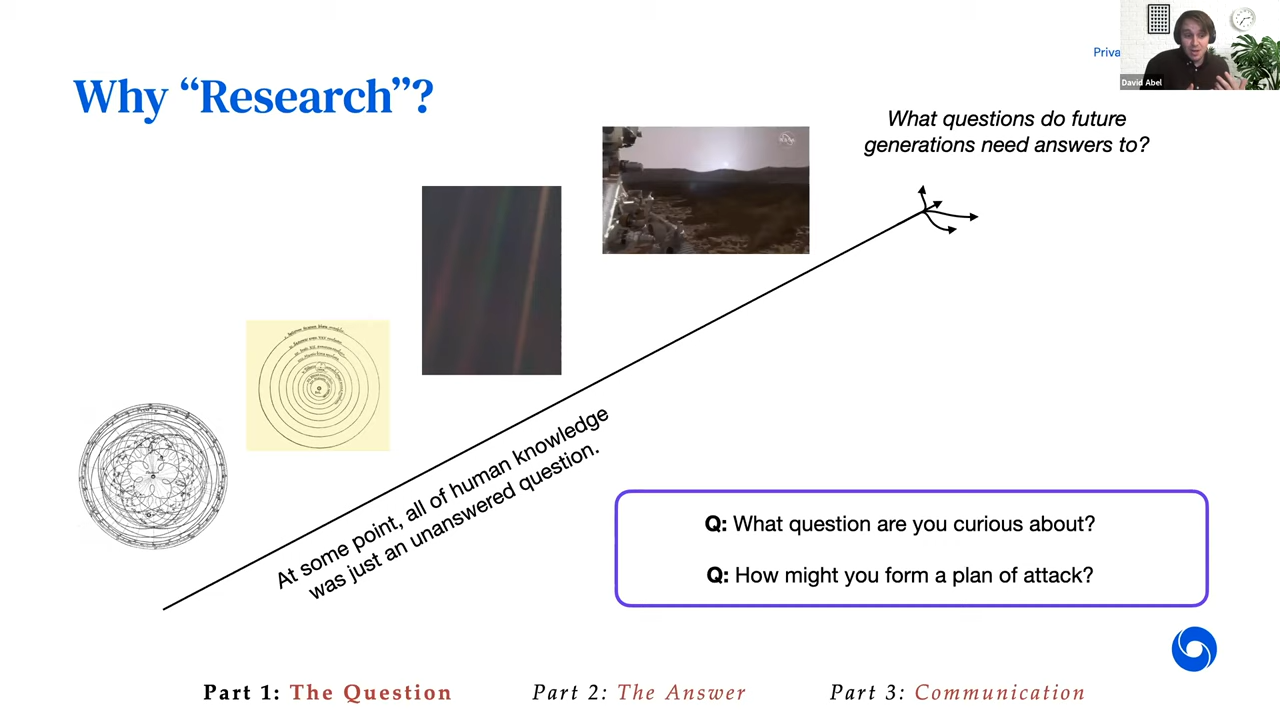 Priva
David Abel
Why “Research”?
What questions do future
generations need answers to?
At some point, all of human knowledge
was just an unanswered question.
Q: What question are you curious about?
Q: How might you form a plan of attack?
Part 1: The Question
Part 2: The Answer
Part 3: Communication